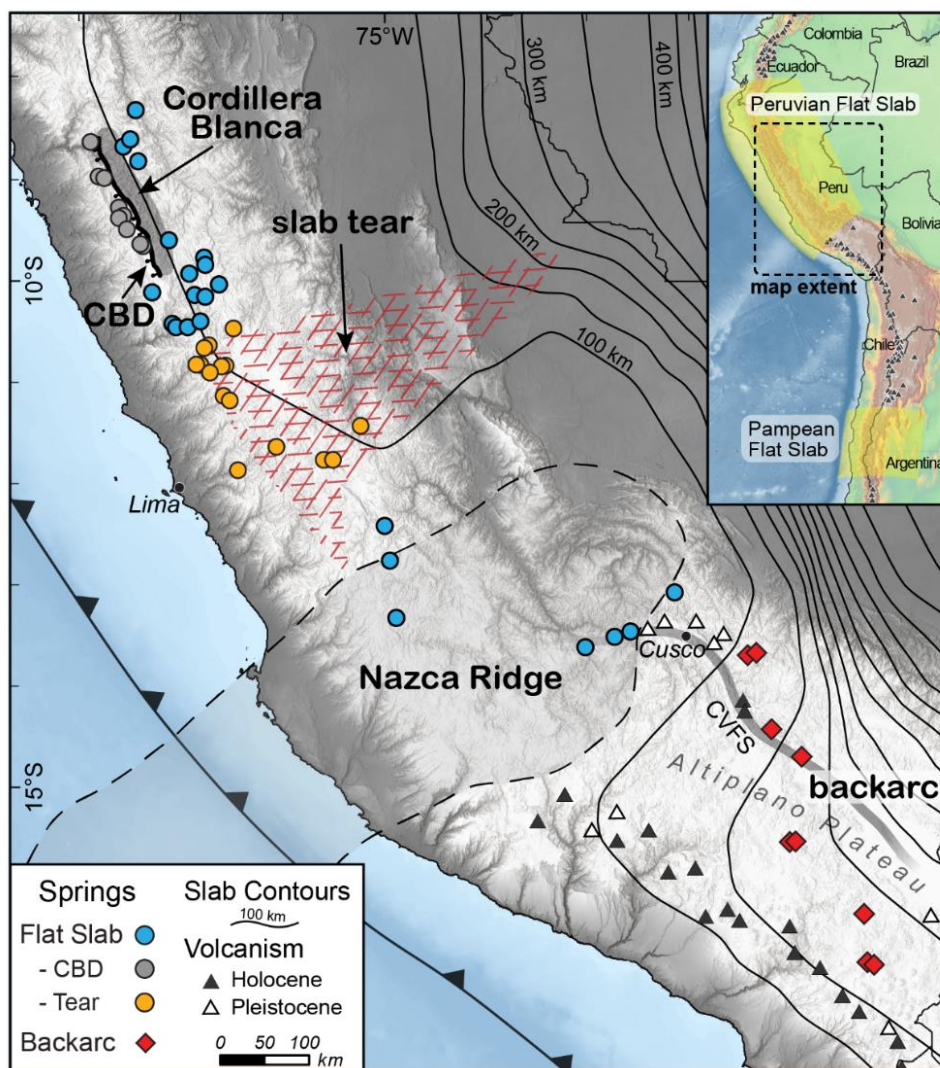 75°W
300 km
400 km
Cordillera
Blanca
200 km
slab tear
10°S
CBD
100 km
Lima
Nazca Ridge
Cusco
CVFS
Altiplano Plateau
backarc
15°S
Colombia
Ecuador
Brazil
Peruvian Flat Slab
Peru
Bolivia
map extent
Chile
Pampean
Flat Slab
Argentina
Springs
Flat Slab
- CBD
- Tear
Backarc
Slab Contours
100 km
Volcanism
Holocene
Pleistocene
0 50 100
km